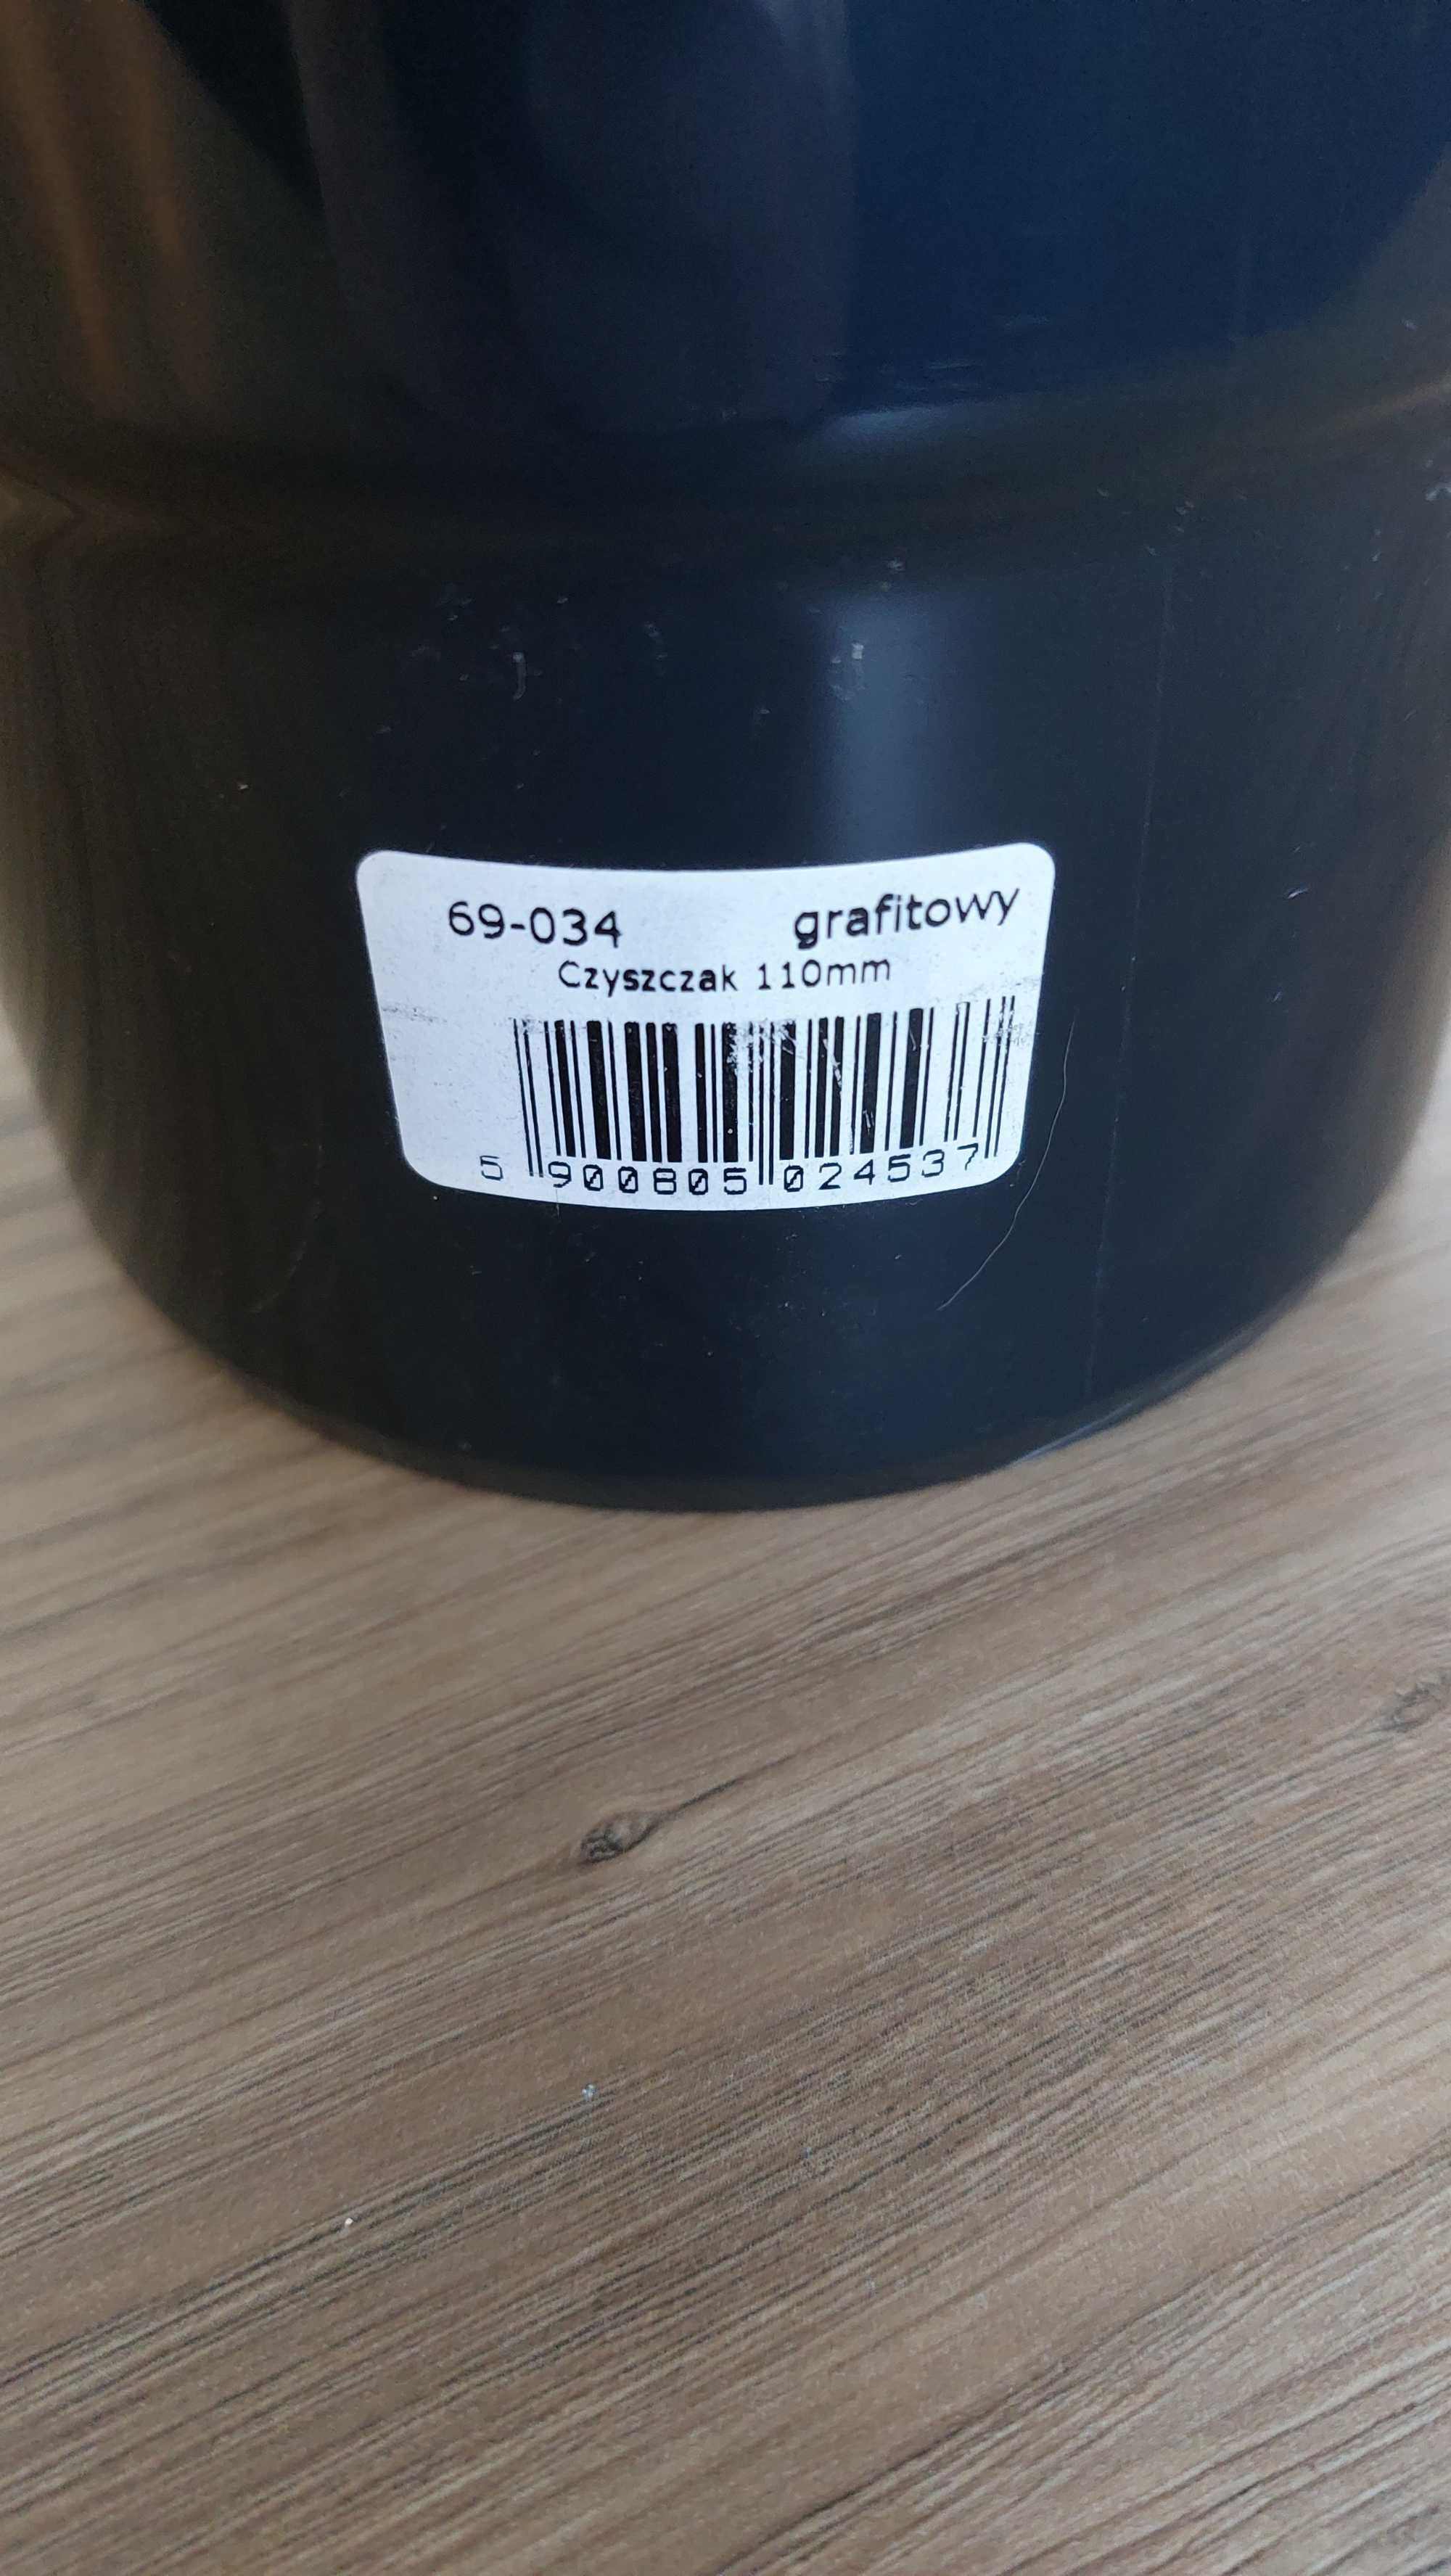 69-034 grafitowy
Czyszczak 110mm
5 900805 024537